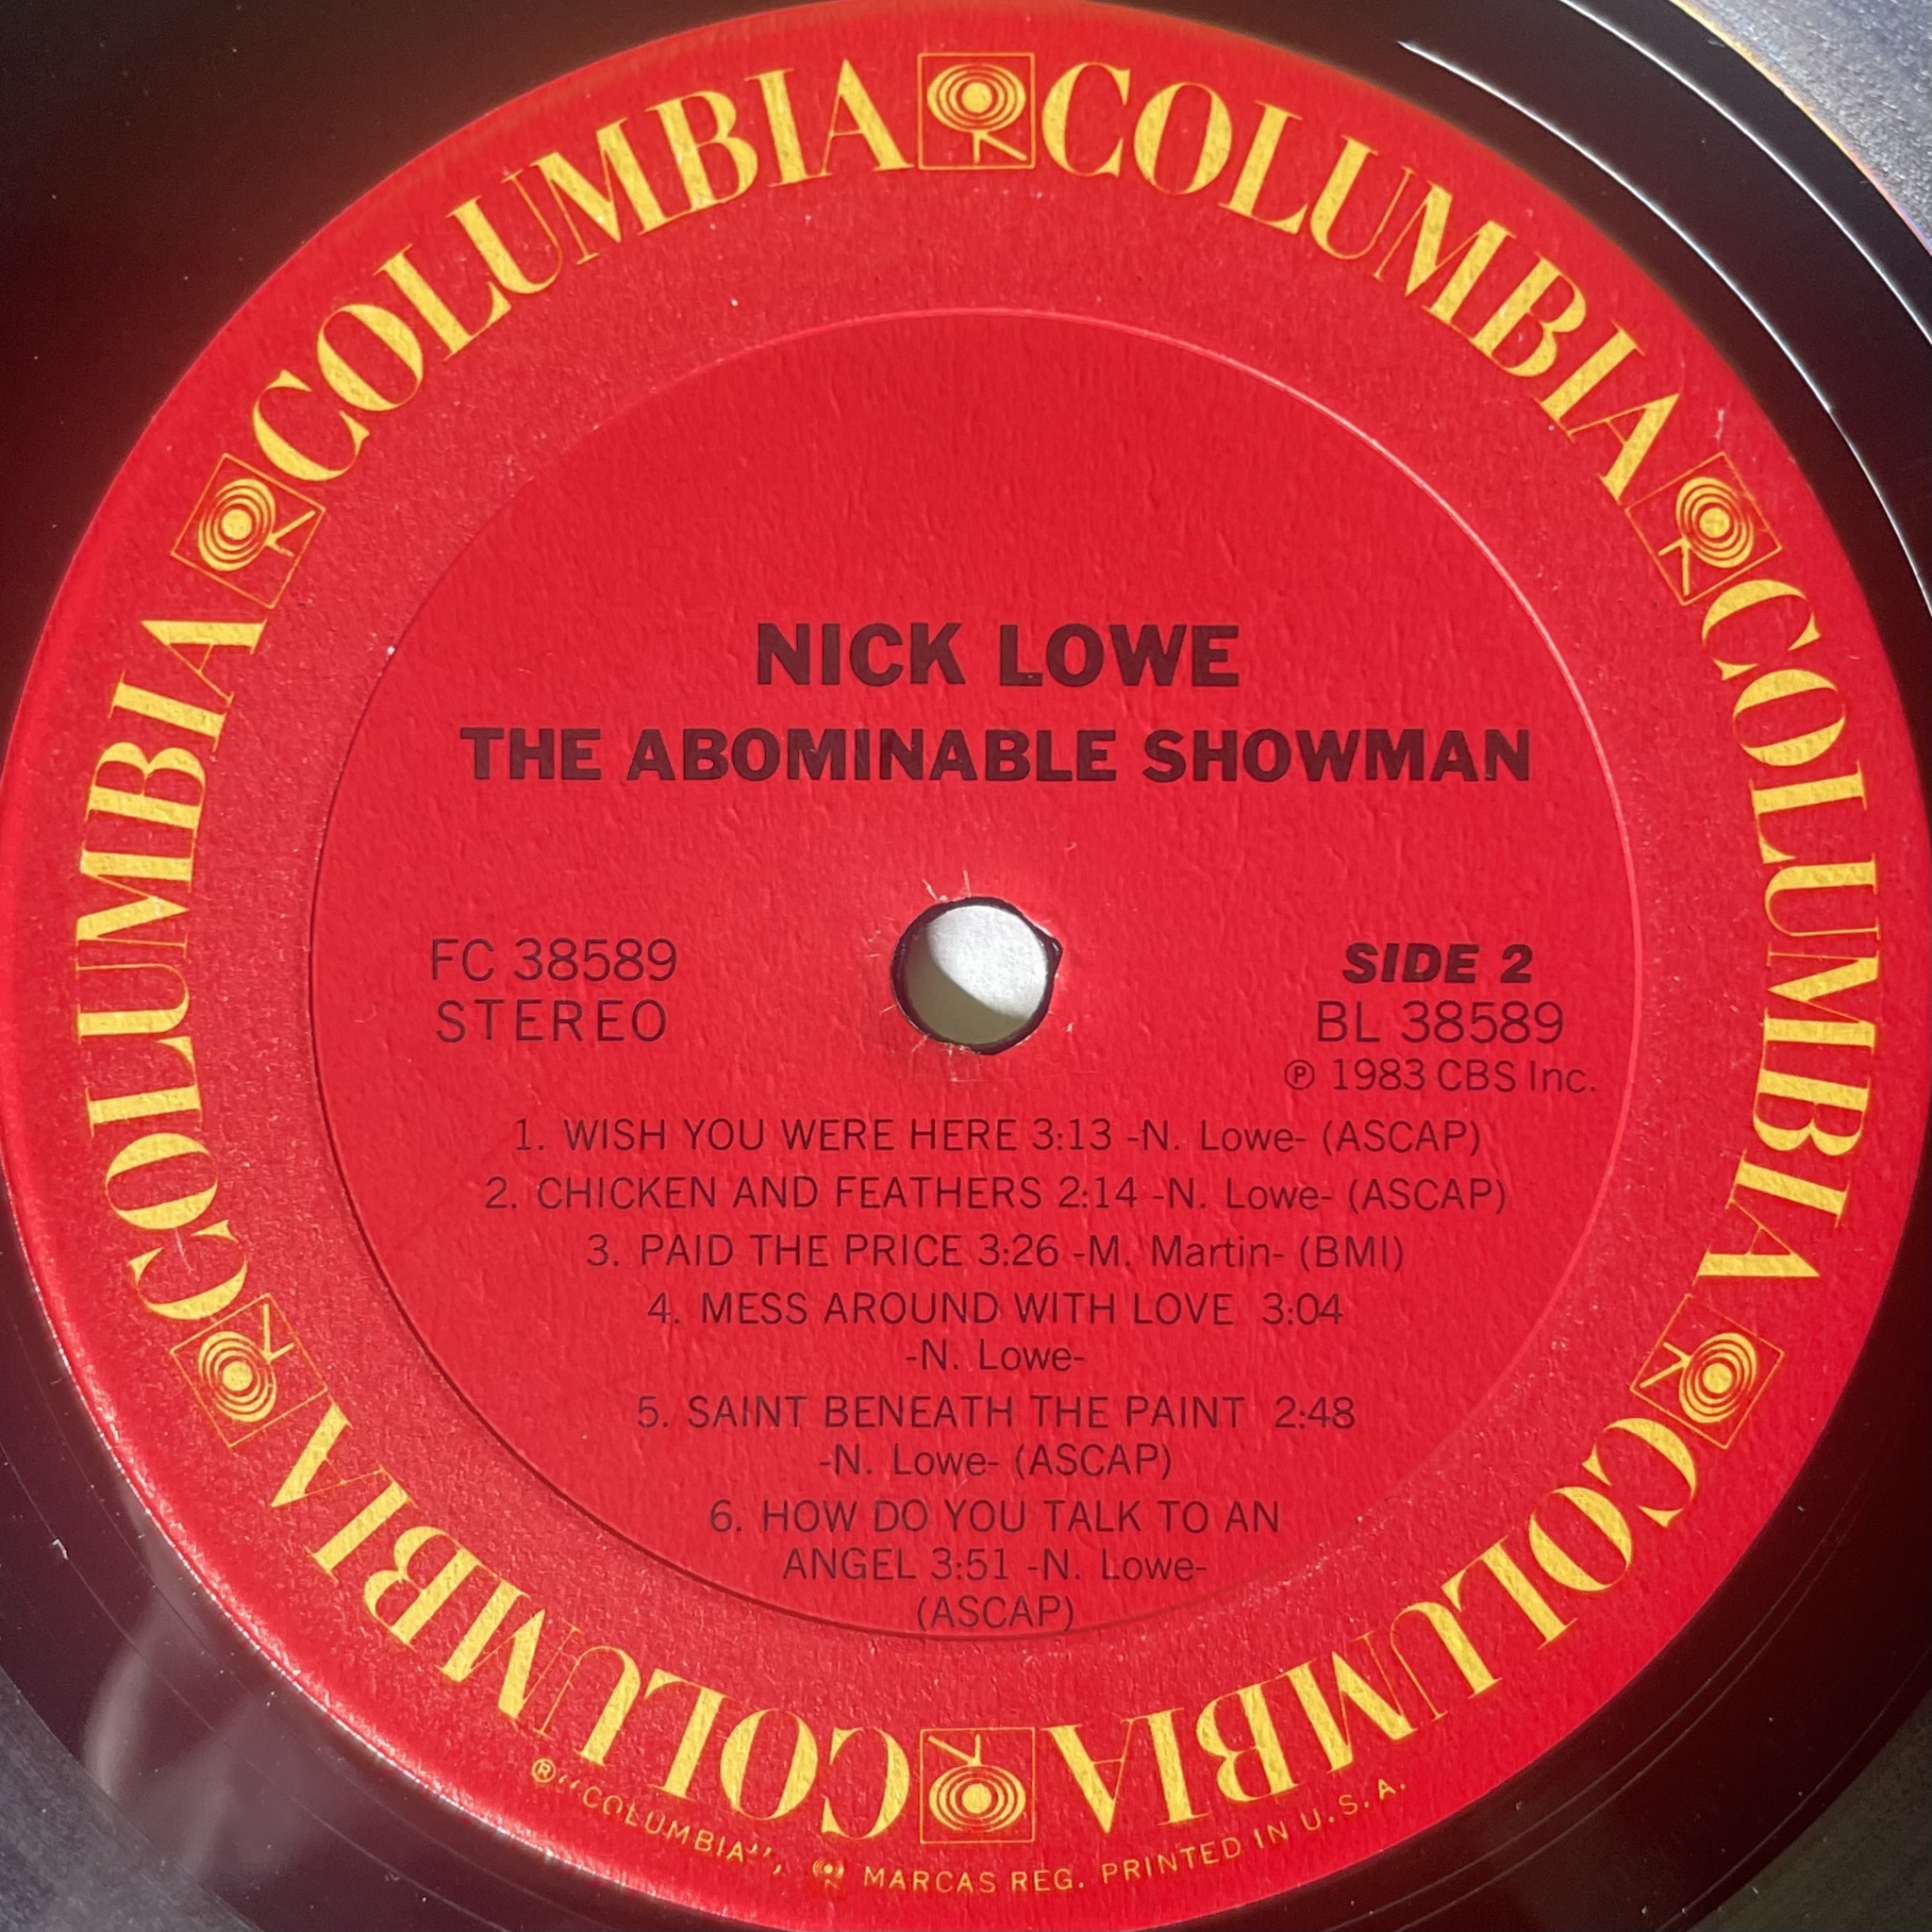 COLUMBIA COLUMBIA COLUMBIA COLUMBIA COLUMBIA COLUMBIA
NICK LOWE
THE ABOMINABLE SHOWMAN
FC 38589
STEREO
SIDE 2
BL 38589
℗ 1983 CBS Inc.
1. WISH YOU WERE HERE 3:13 -N. Lowe- (ASCAP)
2. CHICKEN AND FEATHERS 2:14 -N. Lowe- (ASCAP)
3. PAID THE PRICE 3:26 -M. Martin- (BMI)
4. MESS AROUND WITH LOVE 3:04
-N. Lowe-
5. SAINT BENEATH THE PAINT 2:48
-N. Lowe- (ASCAP)
6. HOW DO YOU TALK TO AN
ANGEL 3:51 -N. Lowe-
(ASCAP)
® "COLUMBIA", MARCAS REG. PRINTED IN U.S.A.